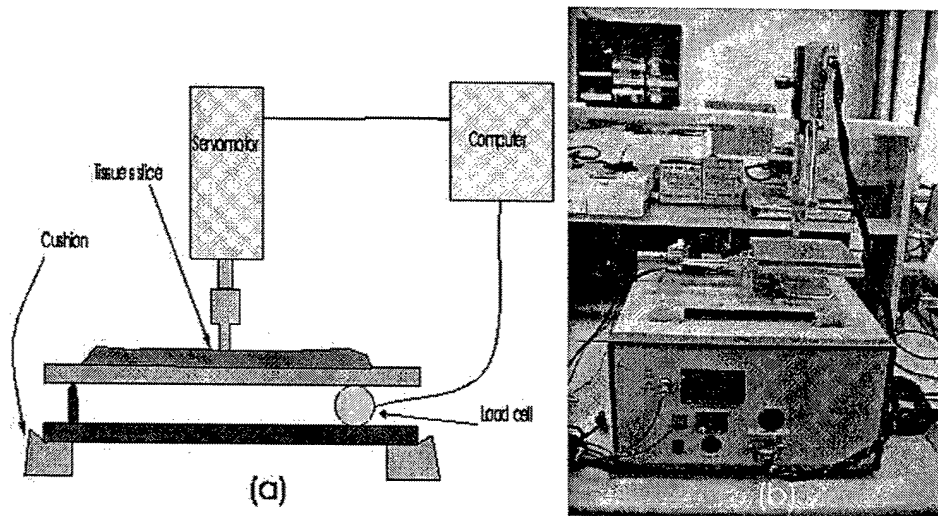 Servomotor
Computer
Tissue slice
Cushion
Load cell
(a)
(b)